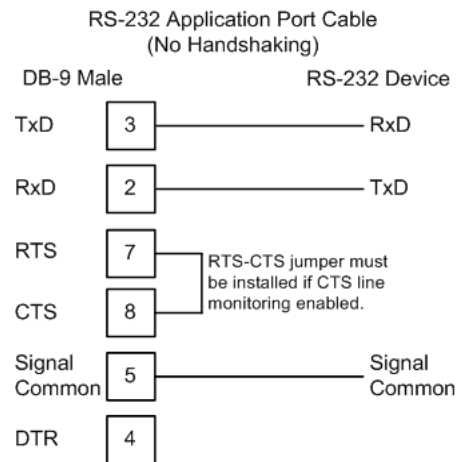 RS-232 Application Port Cable
(No Handshaking)
DB-9 Male RS-232 Device
TxD 3 RxD
RxD 2 TxD
RTS 7
RTS-CTS jumper must
be installed if CTS line
monitoring enabled.
CTS 8
Signal
Common 5 Signal
Common
DTR 4